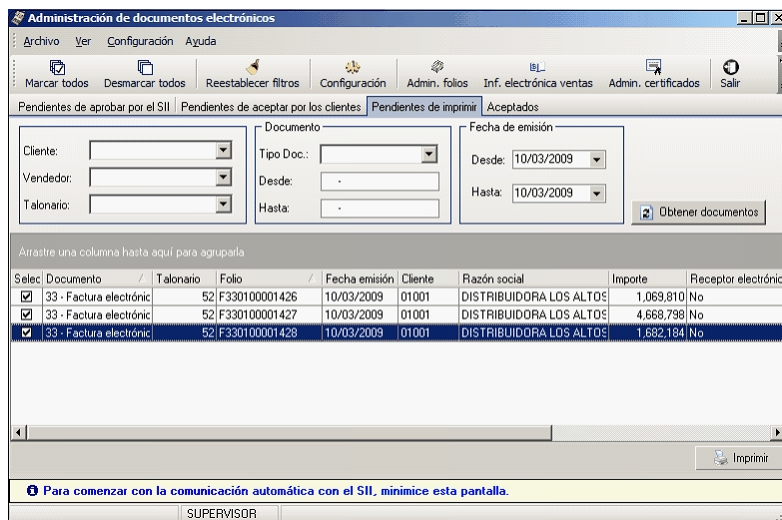 Administración de documentos electrónicos
Archivo Ver Configuración Ayuda
Marcar todos Desmarcar todos Reestablecer filtros Configuración Admin. folios Inf. electrónica ventas Admin. certificados Salir
Pendientes de aprobar por el SII Pendientes de aceptar por los clientes Pendientes de imprimir Aceptados
Documento Fecha de emisión
Cliente: Tipo Doc.: Desde: 10/03/2009
Vendedor: Desde: - Hasta: 10/03/2009
Talonario: Hasta: - Obtener documentos
Arrastre una columna hasta aquí para agruparla
Selec Documento Talonario Folio Fecha emisión Cliente Razón social Importe Receptor electrónic
33 - Factura electrónic 52 F330100001426 10/03/2009 01001 DISTRIBUIDORA LOS ALTOS 1,069,810 No
33 - Factura electrónic 52 F330100001427 10/03/2009 01001 DISTRIBUIDORA LOS ALTOS 4,668,798 No
33 - Factura electrónic 52 F330100001428 10/03/2009 01001 DISTRIBUIDORA LOS ALTOS 1,682,184 No
Imprimir
Para comenzar con la comunicación automática con el SII, minimice esta pantalla.
SUPERVISOR